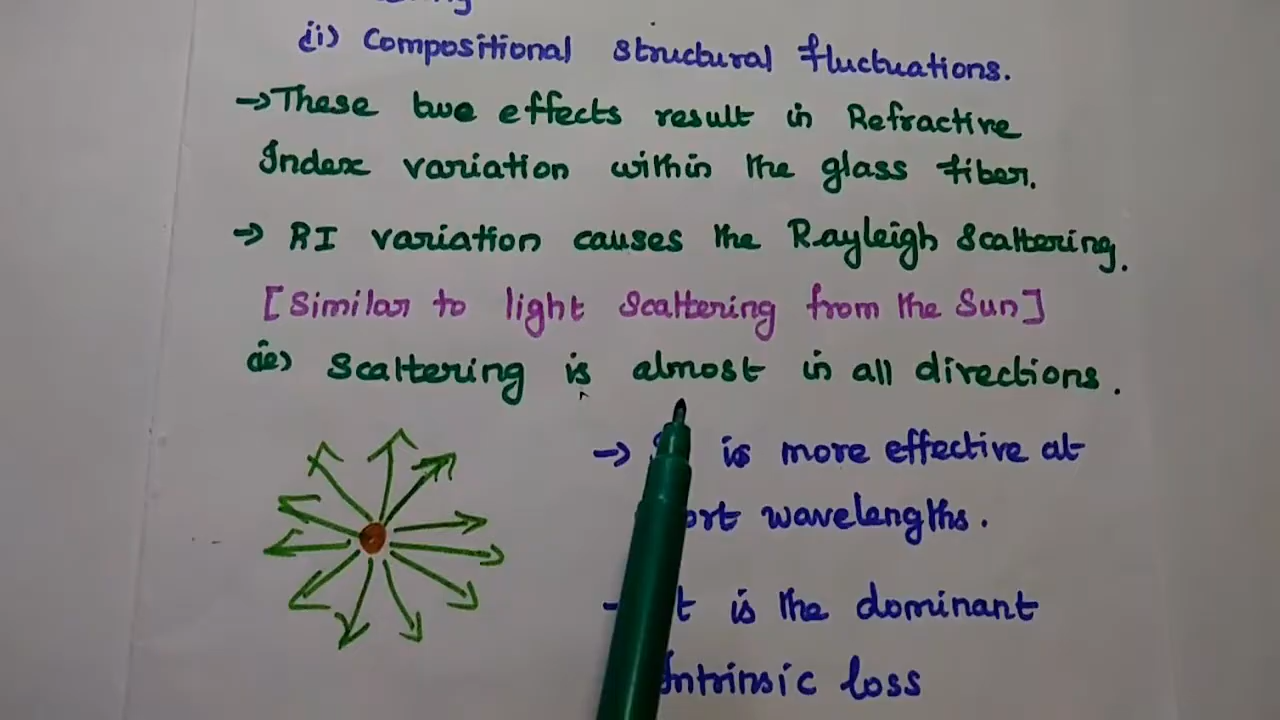 (ii) Compositional structural fluctuations.
→These two effects result in Refractive
Index variation within the glass fiber.
→ RI variation causes the Rayleigh Scattering.
[Similar to light Scattering from the Sun]
(ie) Scattering is almost in all directions.
→ is more effective at
wavelengths.
is the dominant
Intrinsic loss